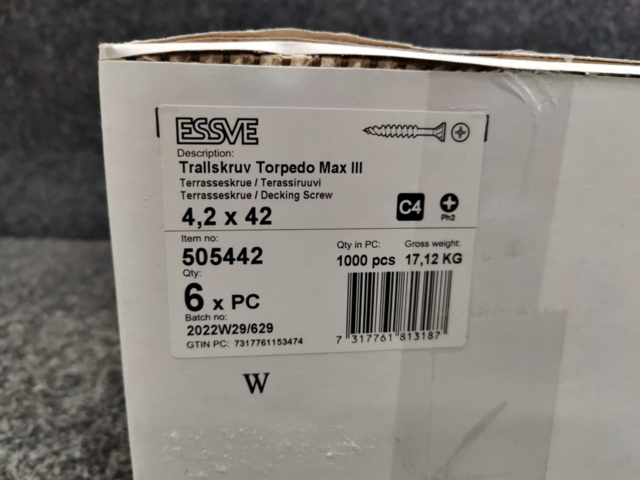 ESSVE
Description:
Trallskruv Torpedo Max III
Terrasseskrue / Terassiruuvi
Terrasseskrue / Decking Screw
4,2 x 42
C4
Ph2
Item no:
505442
Qty in PC:
1000 pcs
Gross weight:
17,12 KG
Qty:
6 x PC
Batch no:
2022W29/629
GTIN PC: 7317761153474
7 317761 813187
W